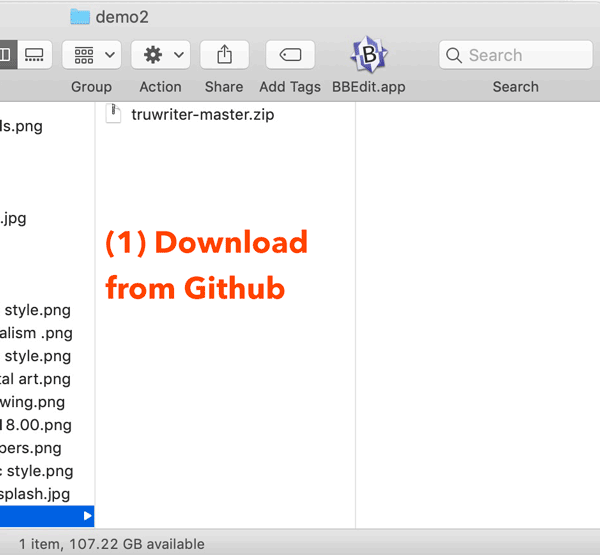 demo2
Group
Action
Share
Add Tags
B
BBEdit.app
Search
Search
ls.png
.jpg
style.png
alism .png
style.png
tal art.png
wing.png
18.00.png
pers.png
c style.png
splash.jpg
truwriter-master.zip
(1) Download
from Github
1 item, 107.22 GB available